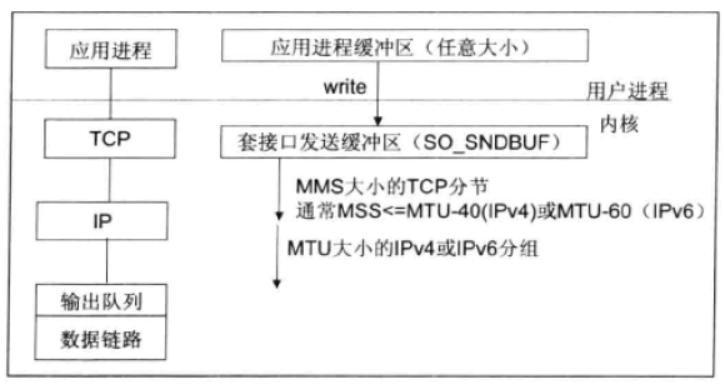 应用进程
应用进程缓冲区（任意大小）
write
用户进程
内核
TCP
套接口发送缓冲区（SO_SNDBUF）
MMS大小的TCP分节
通常MSS<=MTU-40(IPv4)或MTU-60（IPv6）
IP
MTU大小的IPv4或IPv6分组
输出队列
数据链路